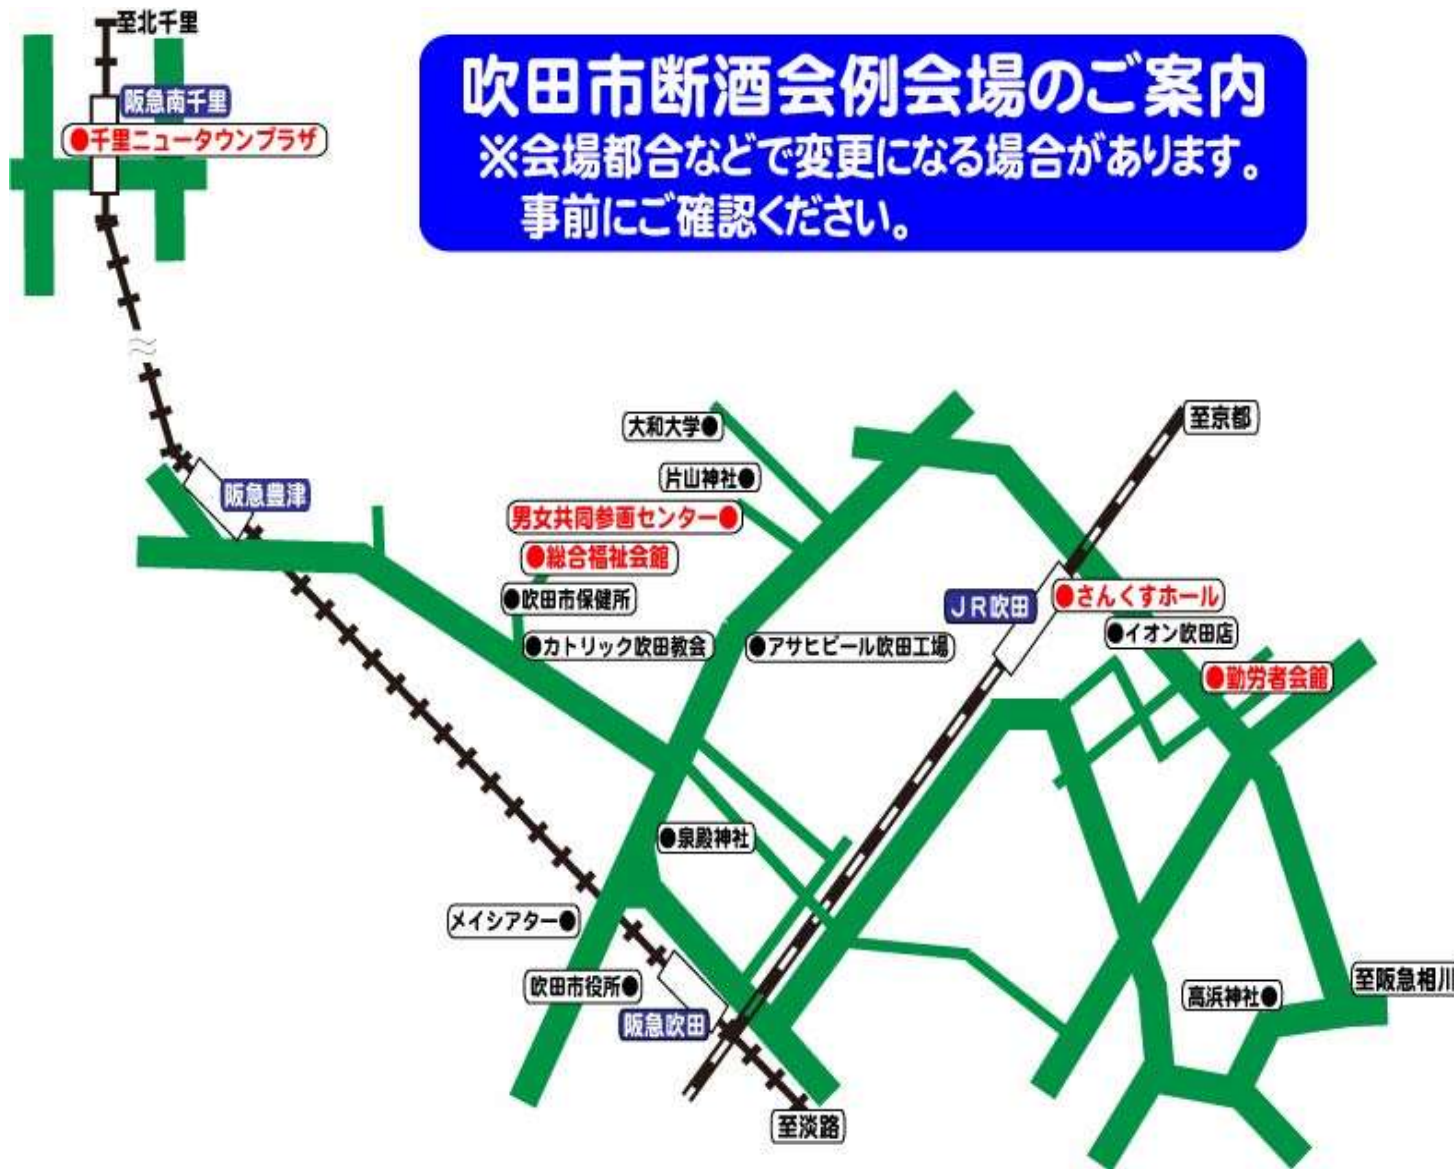 至北千里
阪急南千里
●千里ニュータウンプラザ
吹田市断酒会例会場のご案内
※会場都合などで変更になる場合があります。
事前にご確認ください。
大和大学●
至京都
片山神社●
阪急豊津
男女共同参画センター●
●総合福祉会館
●吹田市保健所
JR吹田
●さんくすホール
●イオン吹田店
●カトリック吹田教会
●アサヒビール吹田工場
●勤労者会館
●泉殿神社
メイシアター●
吹田市役所●
阪急吹田
高浜神社●
至阪急相川
至淡路